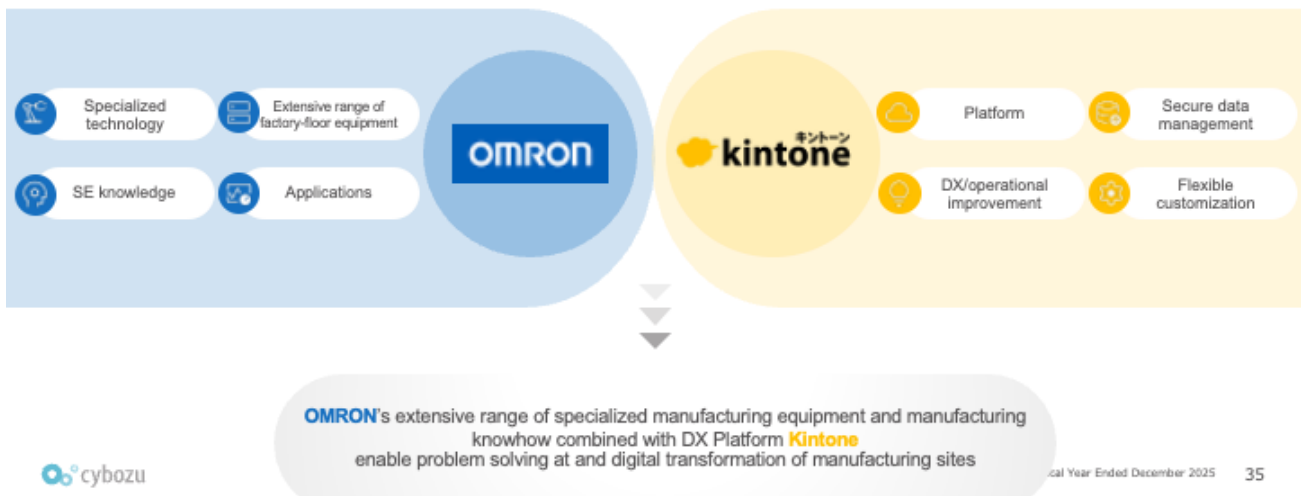 Specialized
technology
Extensive range of
factory-floor equipment
SE knowledge
Applications
OMRON
キントーン
kintone
Platform
Secure data
management
DX/operational
improvement
Flexible
customization
OMRON's extensive range of specialized manufacturing equipment and manufacturing
knowhow combined with DX Platform Kintone
enable problem solving at and digital transformation of manufacturing sites
cybozu
Year Ended December 2025
35